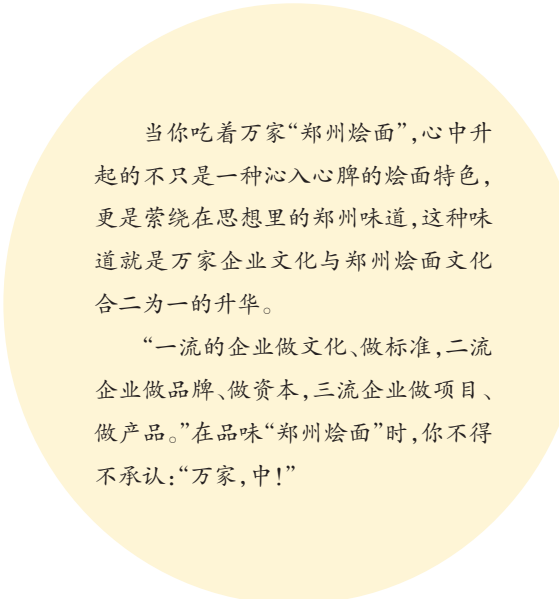 当你吃着万家“郑州烩面”,心中升
起的不只是一种沁入心脾的烩面特色,
更是萦绕在思想里的郑州味道,这种味
道就是万家企业文化与郑州烩面文化
合二为一的升华。
“一流的企业做文化、做标准,二流
企业做品牌、做资本,三流企业做项目、
做产品。”在品味“郑州烩面”时,你不得
不承认:“万家,中!”